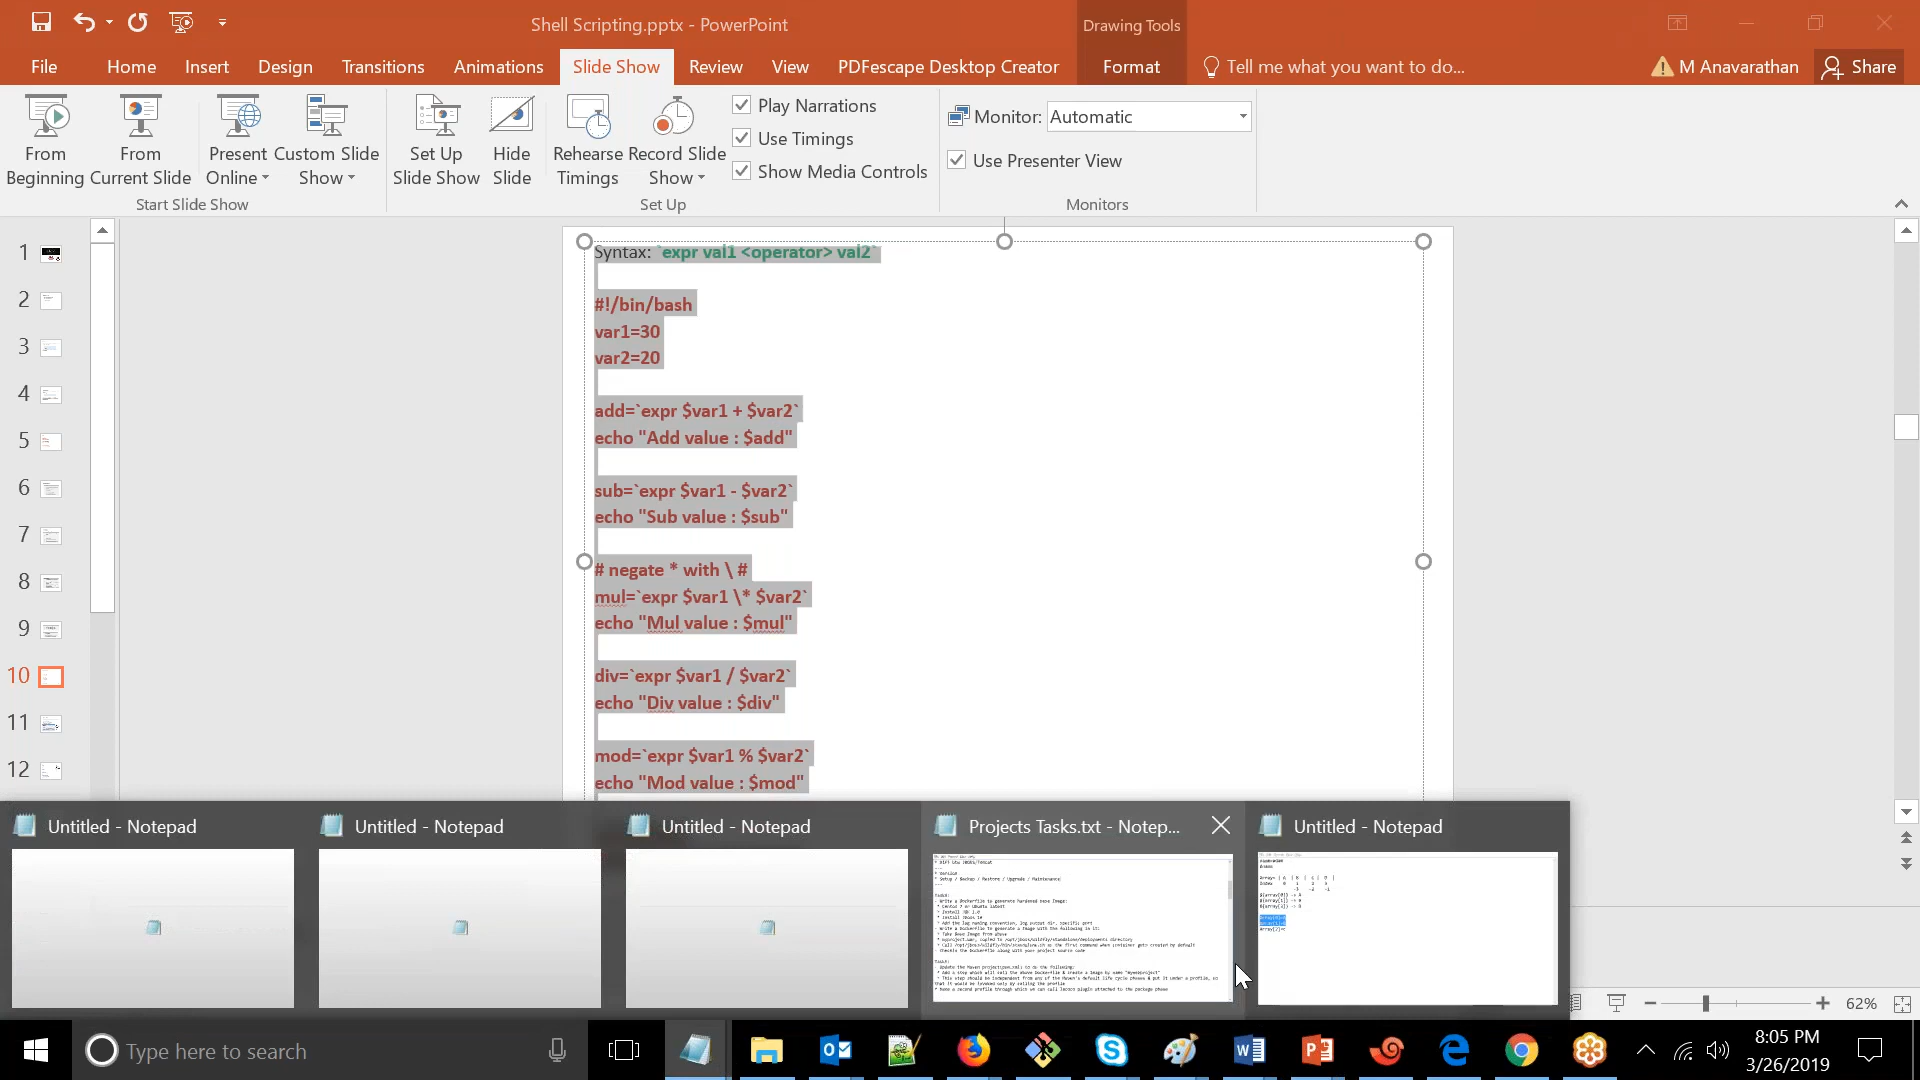 Shell Scripting.pptx - PowerPoint
Drawing Tools
File
Home
Insert
Design
Transitions
Animations
Slide Show
Review
View
PDFescape Desktop Creator
Format
Tell me what you want to do...
M Anavarathan
Share
From Beginning
From Current Slide
Present Online
Custom Slide Show
Set Up Slide Show
Hide Slide
Rehearse Timings
Record Slide Show
Play Narrations
Use Timings
Show Media Controls
Monitor:
Automatic
Use Presenter View
Start Slide Show
Set Up
Monitors
1
2
3
4
5
6
7
8
9
10
11
12
Syntax: `expr val1 <operator> val2`
#!/bin/bash
var1=30
var2=20
add=`expr $var1 + $var2`
echo "Add value : $add"
sub=`expr $var1 - $var2`
echo "Sub value : $sub"
# negate * with \ #
mul=`expr $var1 \* $var2`
echo "Mul value : $mul"
div=`expr $var1 / $var2`
echo "Div value : $div"
mod=`expr $var1 % $var2`
echo "Mod value : $mod"
Untitled - Notepad
Untitled - Notepad
Untitled - Notepad
Projects Tasks.txt - Notep...
Untitled - Notepad
62%
Type here to search
8:05 PM
3/26/2019